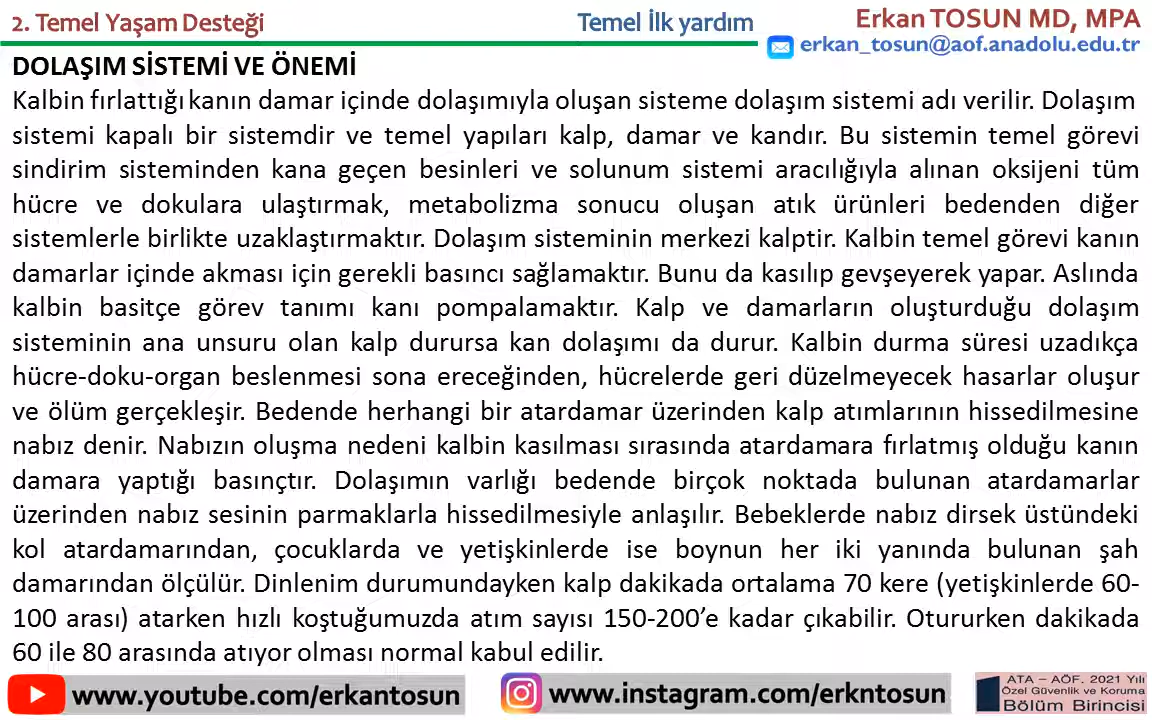 2. Temel Yaşam Desteği
Temel İlk yardım
Erkan TOSUN MD, MPA
erkan_tosun@aof.anadolu.edu.tr
DOLAŞIM SİSTEMİ VE ÖNEMİ
Kalbin fırlattığı kanın damar içinde dolaşımıyla oluşan sisteme dolaşım sistemi adı verilir. Dolaşım
sistemi kapalı bir sistemdir ve temel yapıları kalp, damar ve kandır. Bu sistemin temel görevi
sindirim sisteminden kana geçen besinleri ve solunum sistemi aracılığıyla alınan oksijeni tüm
hücre ve dokulara ulaştırmak, metabolizma sonucu oluşan atık ürünleri bedenden diğer
sistemlerle birlikte uzaklaştırmaktır. Dolaşım sisteminin merkezi kalptir. Kalbin temel görevi kanın
damarlar içinde akması için gerekli basıncı sağlamaktır. Bunu da kasılıp gevşeyerek yapar. Aslında
kalbin basitçe görev tanımı kanı pompalamaktır. Kalp ve damarların oluşturduğu dolaşım
sisteminin ana unsuru olan kalp durursa kan dolaşımı da durur. Kalbin durma süresi uzadıkça
hücre-doku-organ beslenmesi sona ereceğinden, hücrelerde geri düzelmeyecek hasarlar oluşur
ve ölüm gerçekleşir. Bedende herhangi bir atardamar üzerinden kalp atımlarının hissedilmesine
nabız denir. Nabızın oluşma nedeni kalbin kasılması sırasında atardamara fırlatmış olduğu kanın
damara yaptığı basınçtır. Dolaşımın varlığı bedende birçok noktada bulunan atardamarlar
üzerinden nabız sesinin parmaklarla hissedilmesiyle anlaşılır. Bebeklerde nabız dirsek üstündeki
kol atardamarından, çocuklarda ve yetişkinlerde ise boynun her iki yanında bulunan şah
damarından ölçülür. Dinlenim durumundayken kalp dakikada ortalama 70 kere (yetişkinlerde 60-
100 arası) atarken hızlı koştuğumuzda atım sayısı 150-200’e kadar çıkabilir. Otururken dakikada
60 ile 80 arasında atıyor olması normal kabul edilir.
www.youtube.com/erkantosun
www.instagram.com/erkntosun
ATA – AÖF. 2021 Yılı
Özel Güvenlik ve Koruma
Bölüm Birincisi